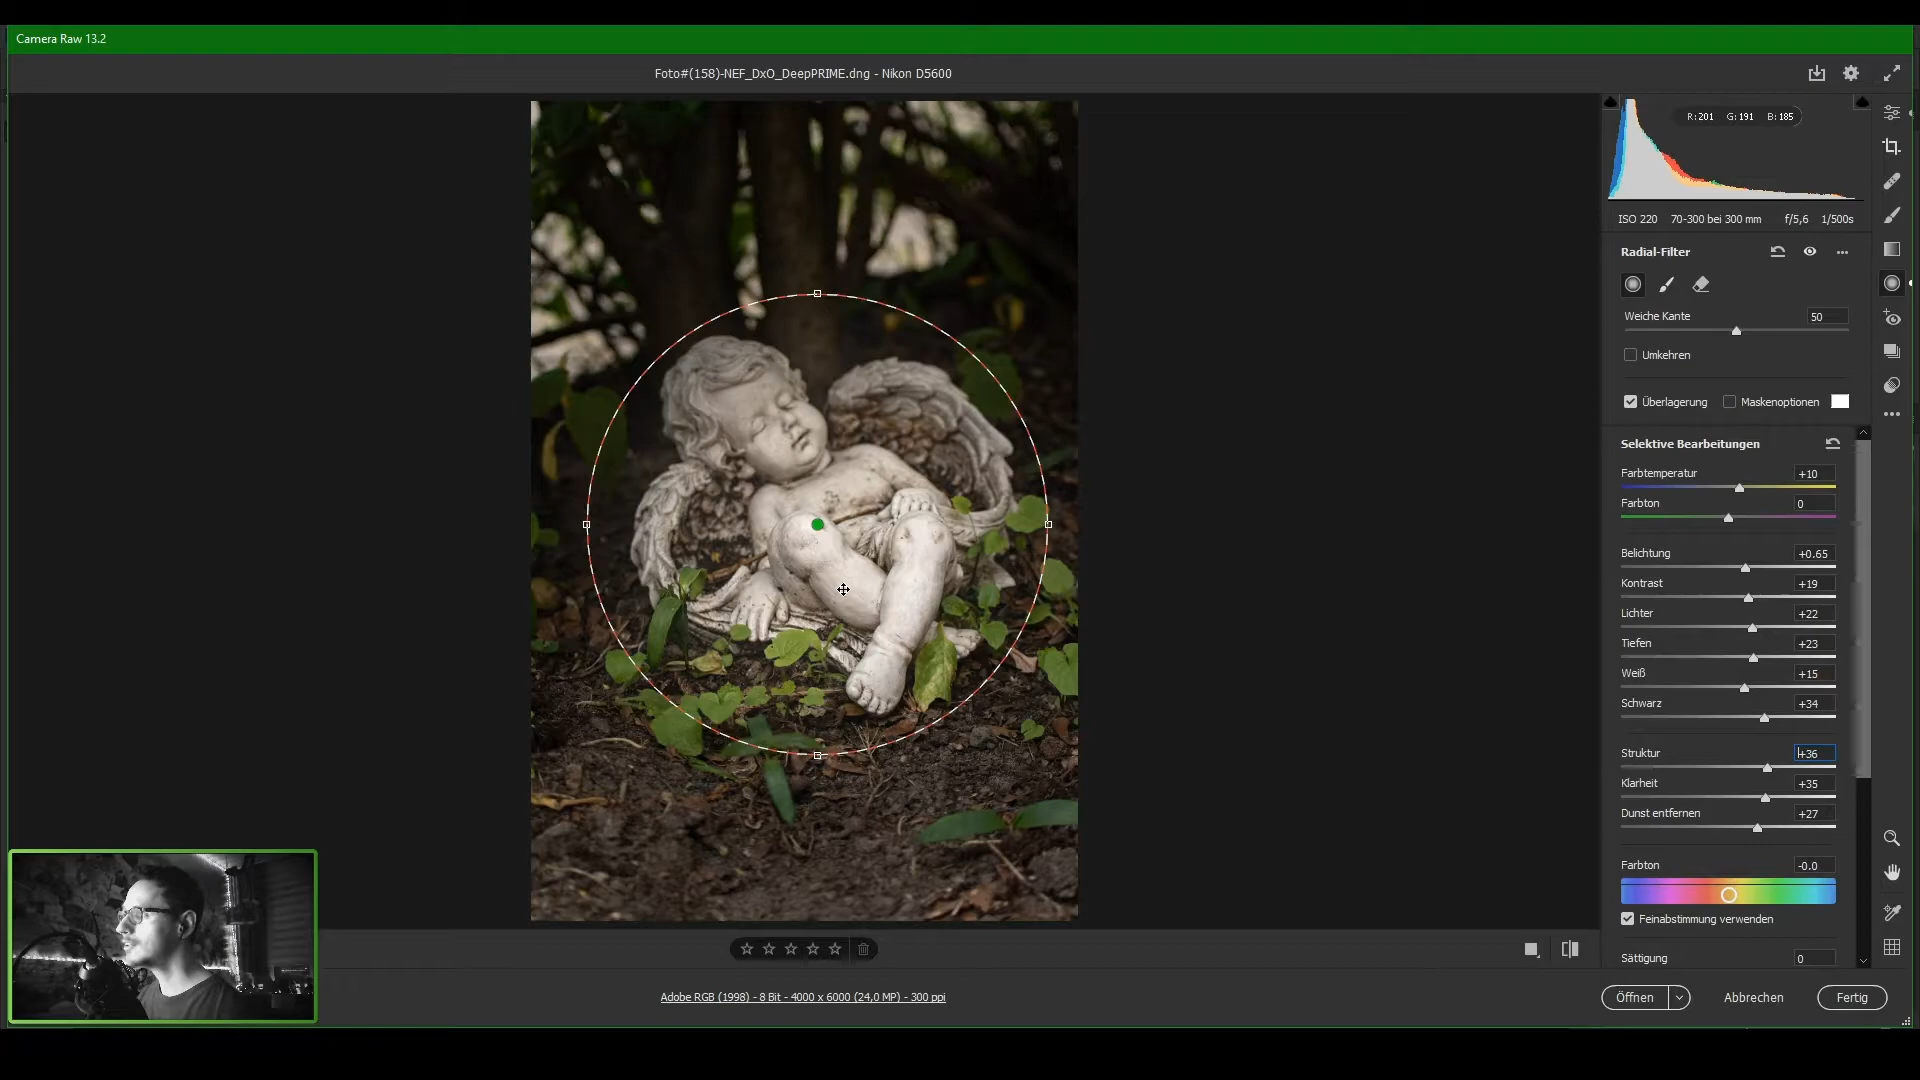 Camera Raw 13.2
Foto#(158)-NEF_DxO_DeepPRIME.dng - Nikon D5600
R:201 G:191 B:185
ISO 220 70-300 bei 300 mm f/5,6 1/500s
Radial-Filter
Weiche Kante 50
Umkehren
Überlagerung Maskenoptionen
Selektive Bearbeitungen
Farbtemperatur +10
Farbton 0
Belichtung +0.65
Kontrast +19
Lichter +22
Tiefen +23
Weiß +15
Schwarz +34
Struktur +36
Klarheit +35
Dunst entfernen +27
Farbton -0.0
Feinabstimmung verwenden
Sättigung 0
Adobe RGB (1998) - 8 Bit - 4000 x 6000 (24,0 MP) - 300 ppi
Öffnen Abbrechen Fertig